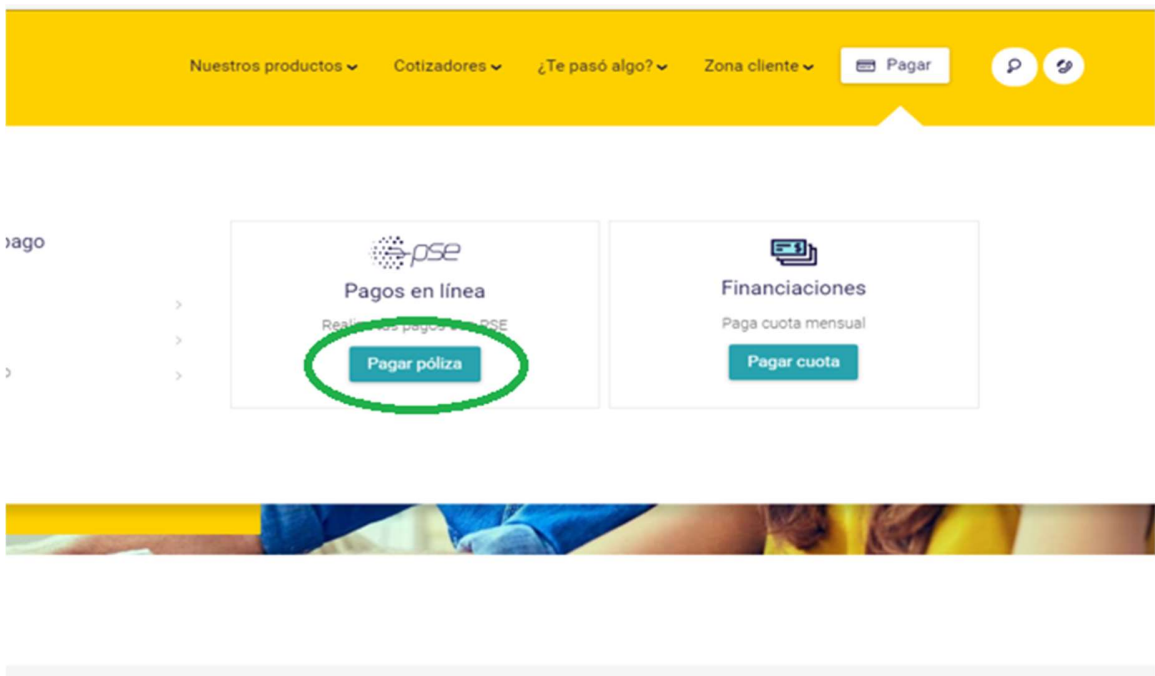 Nuestros productos
Cotizadores
¿Te pasó algo?
Zona cliente
Pagar
pse
Pagos en línea
Pagar póliza
Financiaciones
Paga cuota mensual
Pagar cuota